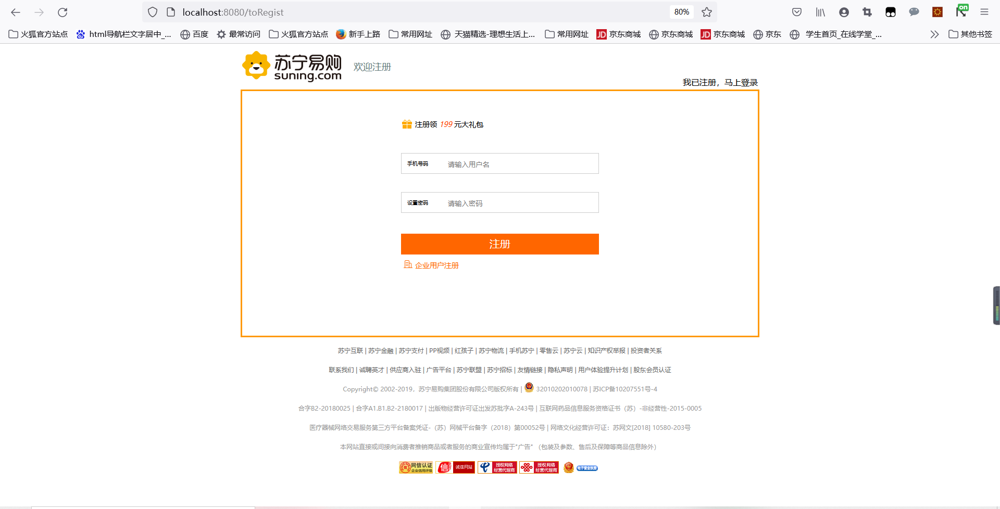 localhost:8080/toRegist 80% on
火狐官方站点 html导航栏文字居中_... 百度 最常访问 火狐官方站点 新手上路 常用网址 天猫精选-理想生活上... 常用网址 JD 京东商城 京东商城 JD 京东商城 京东 学生首页_在线学堂_... 其他书签
苏宁易购 suning.com 欢迎注册
我已注册，马上登录
注册领 199 元大礼包
手机号码 请输入用户名
设置密码 请输入密码
注册
企业用户注册
苏宁互联 | 苏宁金融 | 苏宁支付 | PP视频 | 红孩子 | 苏宁物流 | 手机苏宁 | 零售云 | 苏宁云 | 知识产权举报 | 投资者关系
联系我们 | 诚聘英才 | 供应商入驻 | 广告平台 | 苏宁联盟 | 苏宁招标 | 友情链接 | 隐私声明 | 用户体验提升计划 | 股东会员认证
Copyright© 2002-2019，苏宁易购集团股份有限公司版权所有 | 32010202010078 | 苏ICP备10207551号-4
合字B2-20180025 | 合字A1.B1.B2-2180017 | 出版物经营许可证出发苏批字A-243号 | 互联网药品信息服务资格证书（苏）-非经营性-2015-0005
医疗器械网络交易服务第三方平台备案凭证-（苏）网械平台备字（2018）第00052号 | 网络文化经营许可证：苏网文[2018] 10580-203号
本网站直接或间接向消费者推销商品或者服务的商业宣传均属于"广告"（包装及参数、售后及保障等商品信息除外）
信 网信认证 企业信用评级 信 诚信网站 授权网络 经营代理商 授权网络 经营代理商 电子营业执照